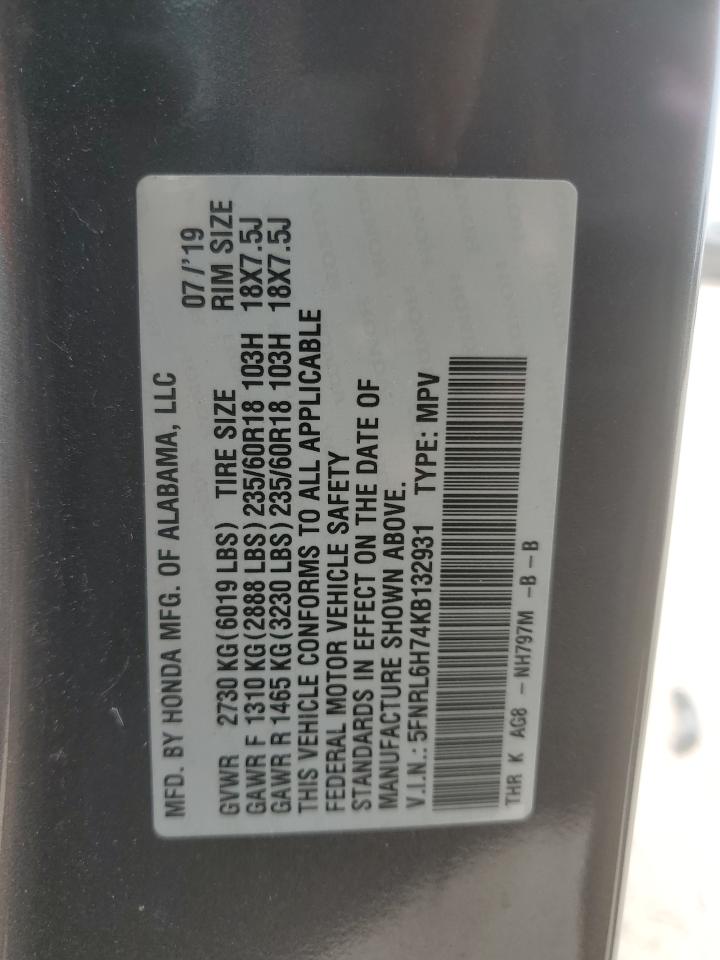 MFD. BY HONDA MFG. OF ALABAMA, LLC 07/'19
GVWR 2730 KG(6019 LBS) TIRE SIZE RIM SIZE
GAWR F 1310 KG(2888 LBS)235/60R18 103H 18X7.5J
GAWR R 1465 KG(3230 LBS)235/60R18 103H 18X7.5J
THIS VEHICLE CONFORMS TO ALL APPLICABLE
FEDERAL MOTOR VEHICLE SAFETY
STANDARDS IN EFFECT ON THE DATE OF
MANUFACTURE SHOWN ABOVE.
V.I.N.: 5FNRL6H74KB132931 TYPE: MPV
THR K AG8 -NH797M -B-B